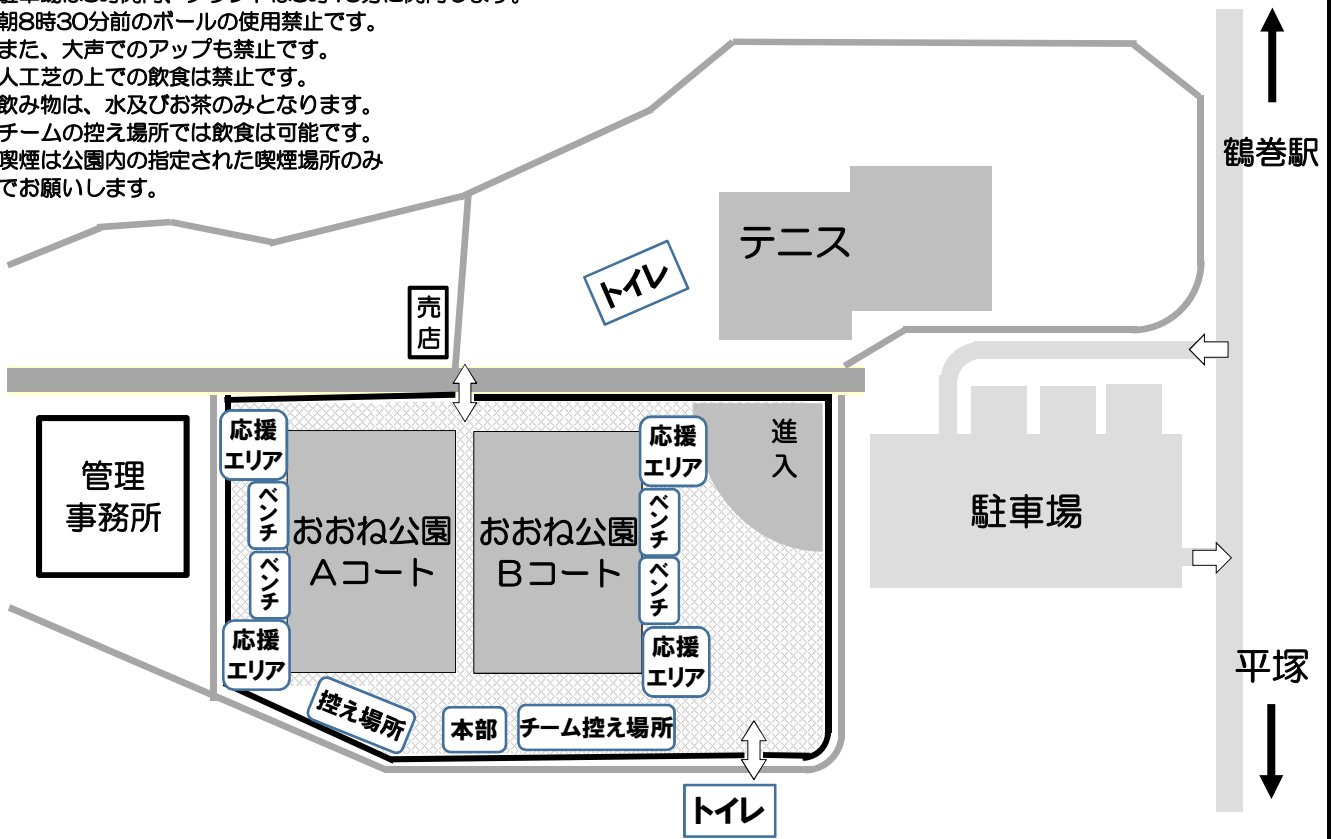 朝8時30分前のボールの使用禁止です。
また、大声でのアップも禁止です。
人工芝の上での飲食は禁止です。
飲み物は、水及びお茶のみとなります。
チームの控え場所では飲食は可能です。
喫煙は公園内の指定された喫煙場所のみ
でお願いします。
鶴巻駅
テニス
トイレ
売
店
応援
エリア
応援
エリア
進
入
管理
事務所
ベンチ
ベンチ
おおね公園
Aコート
おおね公園
Bコート
駐車場
ベンチ
ベンチ
応援
エリア
応援
エリア
平塚
控え場所
本部
チーム控え場所
トイレ